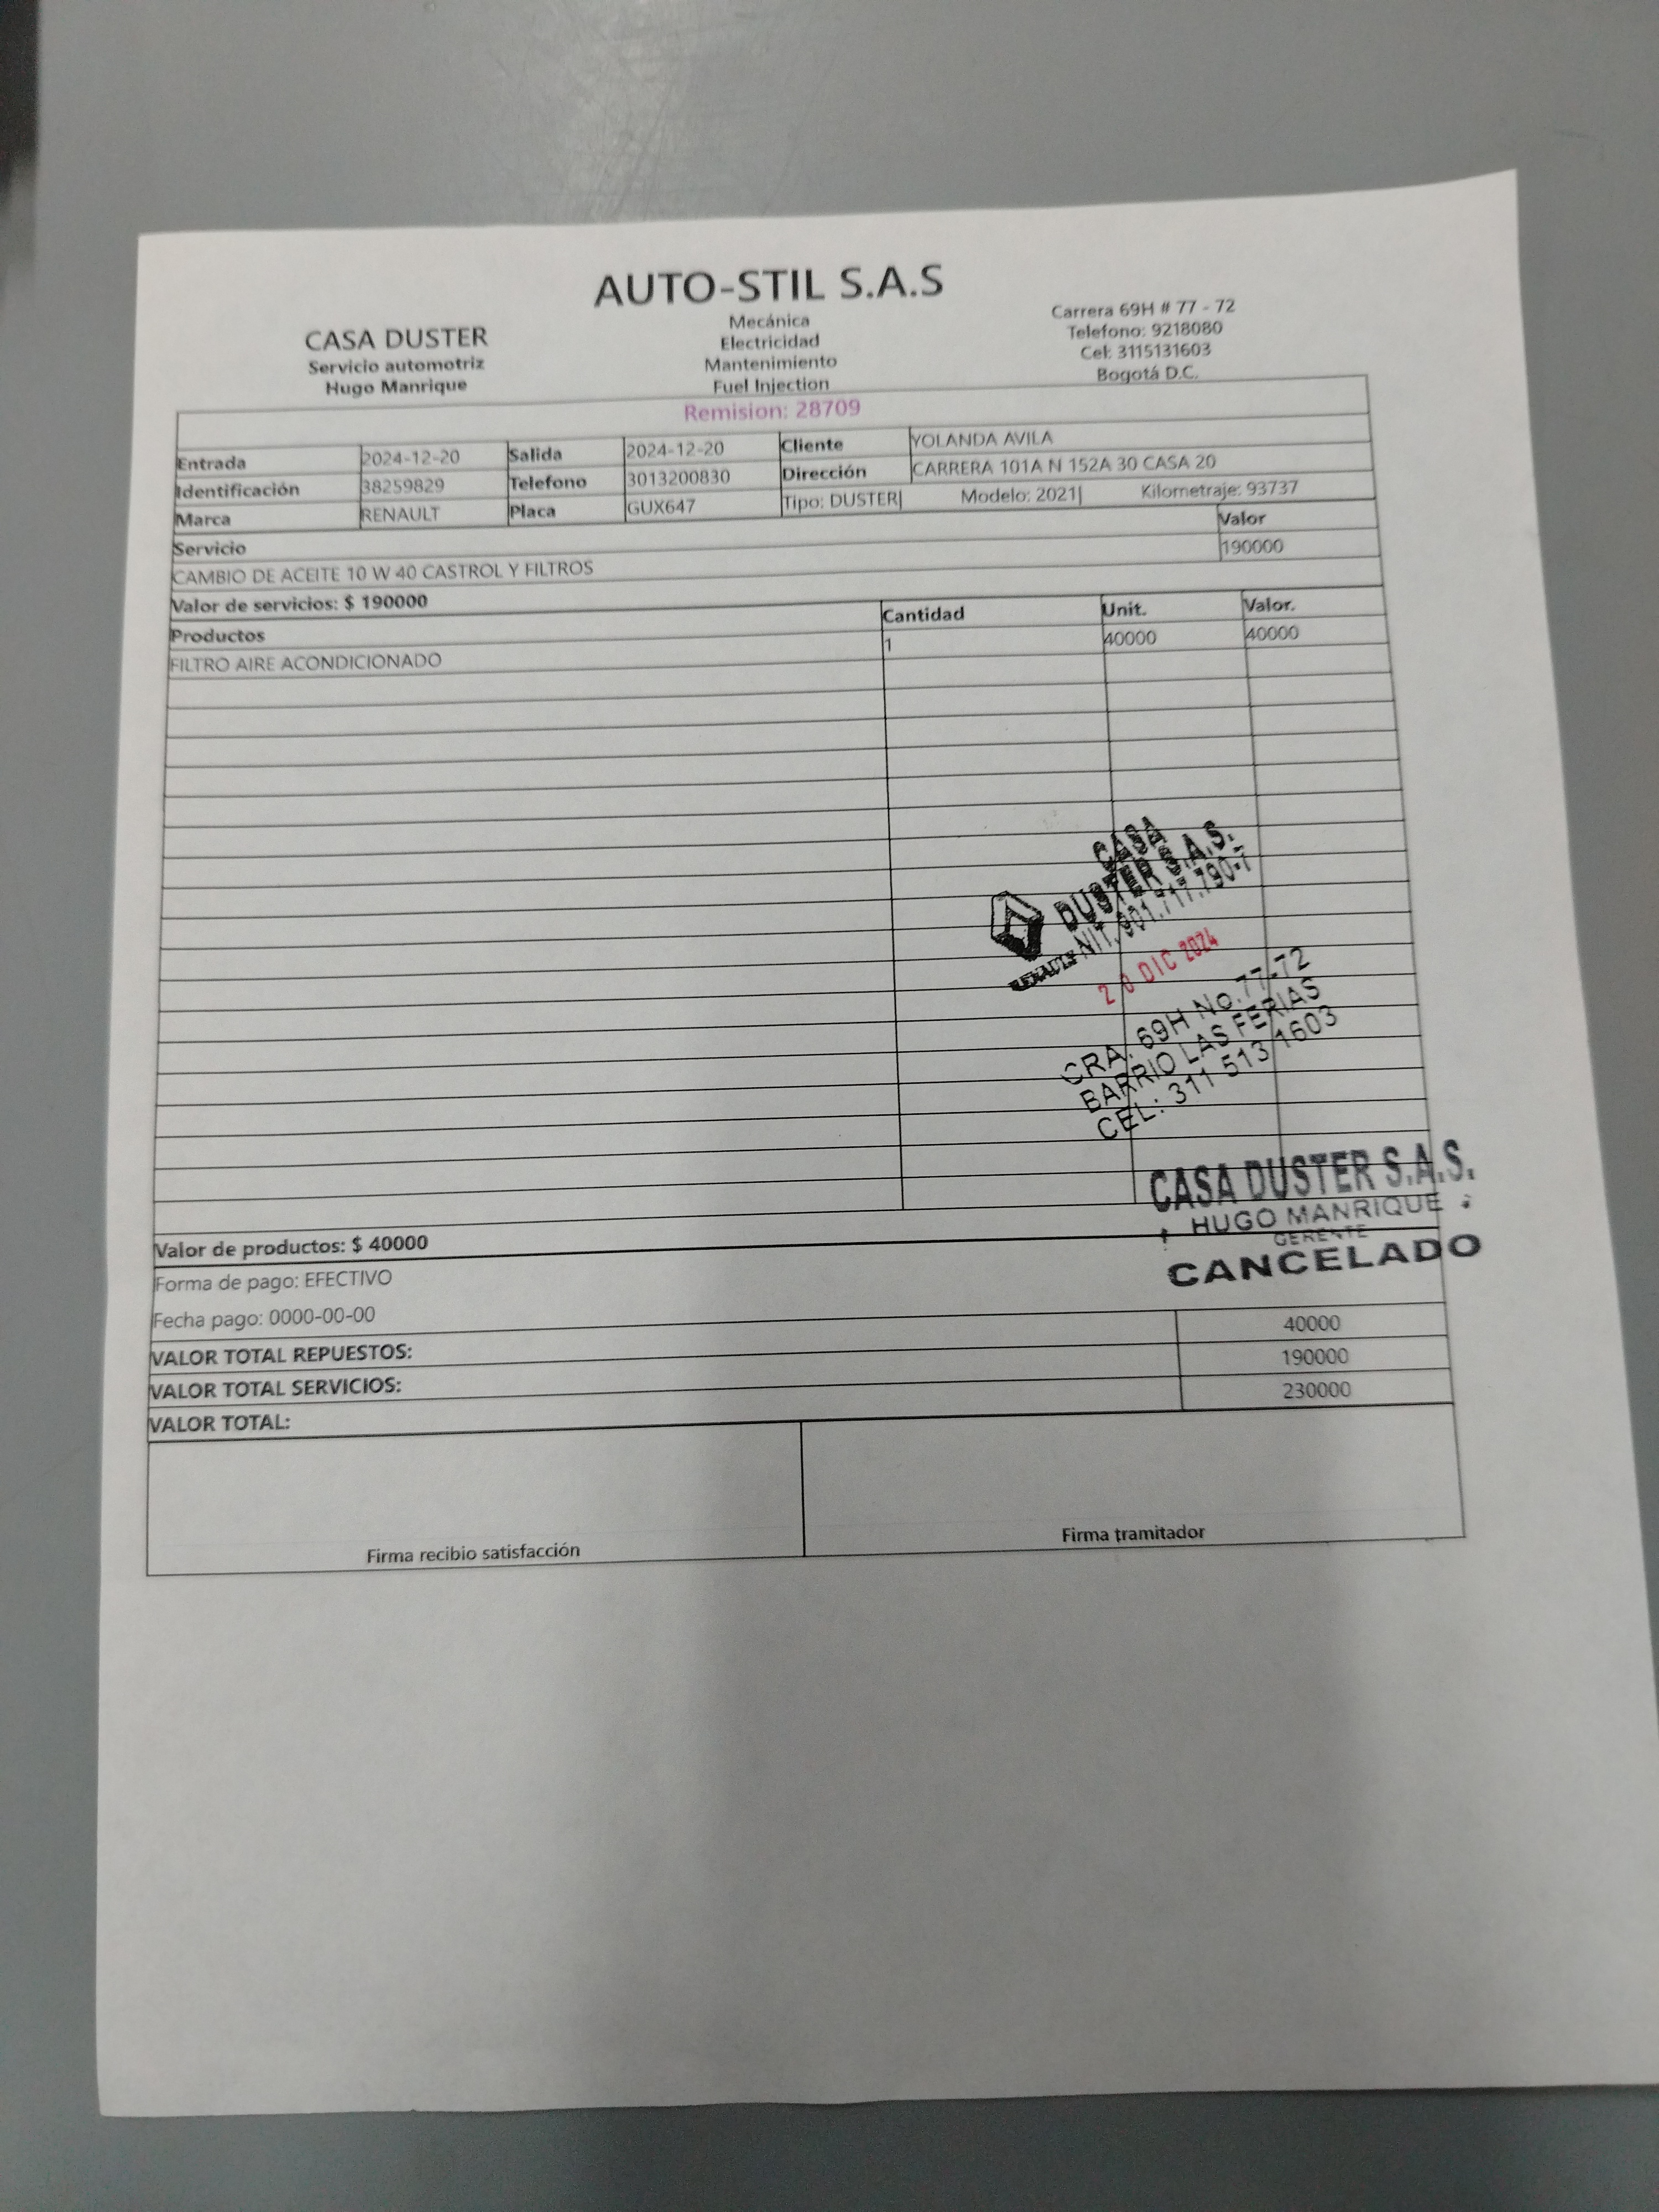 AUTO-STIL S.A.S
CASA DUSTER
Servicio automotriz
Hugo Manrique
Mecánica
Electricidad
Mantenimiento
Fuel Injection
Carrera 69H # 77 - 72
Telefono: 9218080
Cel: 3115131603
Bogotá D.C.
Remision: 28709
Entrada 2024-12-20 Salida 2024-12-20 Cliente YOLANDA AVILA
Identificación 38259829 Telefono 3013200830 Dirección CARRERA 101A N 152A 30 CASA 20
Marca RENAULT Placa GUX647 Tipo: DUSTER| Modelo: 2021| Kilometraje: 93737
Servicio Valor
CAMBIO DE ACEITE 10 W 40 CASTROL Y FILTROS 190000
Valor de servicios: $ 190000
Productos Cantidad Unit. Valor.
FILTRO AIRE ACONDICIONADO 1 40000 40000
CASA
DUSTER S.A.S.
NIT. 901.717.790-7
RENAULT
20 DIC 2024
CRA. 69H No. 77-72
BARRIO LAS FERIAS
CEL: 311 513 1603
CASA DUSTER S.A.S.
HUGO MANRIQUE
GERENTE
CANCELADO
Valor de productos: $ 40000
Forma de pago: EFECTIVO
Fecha pago: 0000-00-00
VALOR TOTAL REPUESTOS: 40000
VALOR TOTAL SERVICIOS: 190000
VALOR TOTAL: 230000
Firma recibio satisfacción Firma tramitador